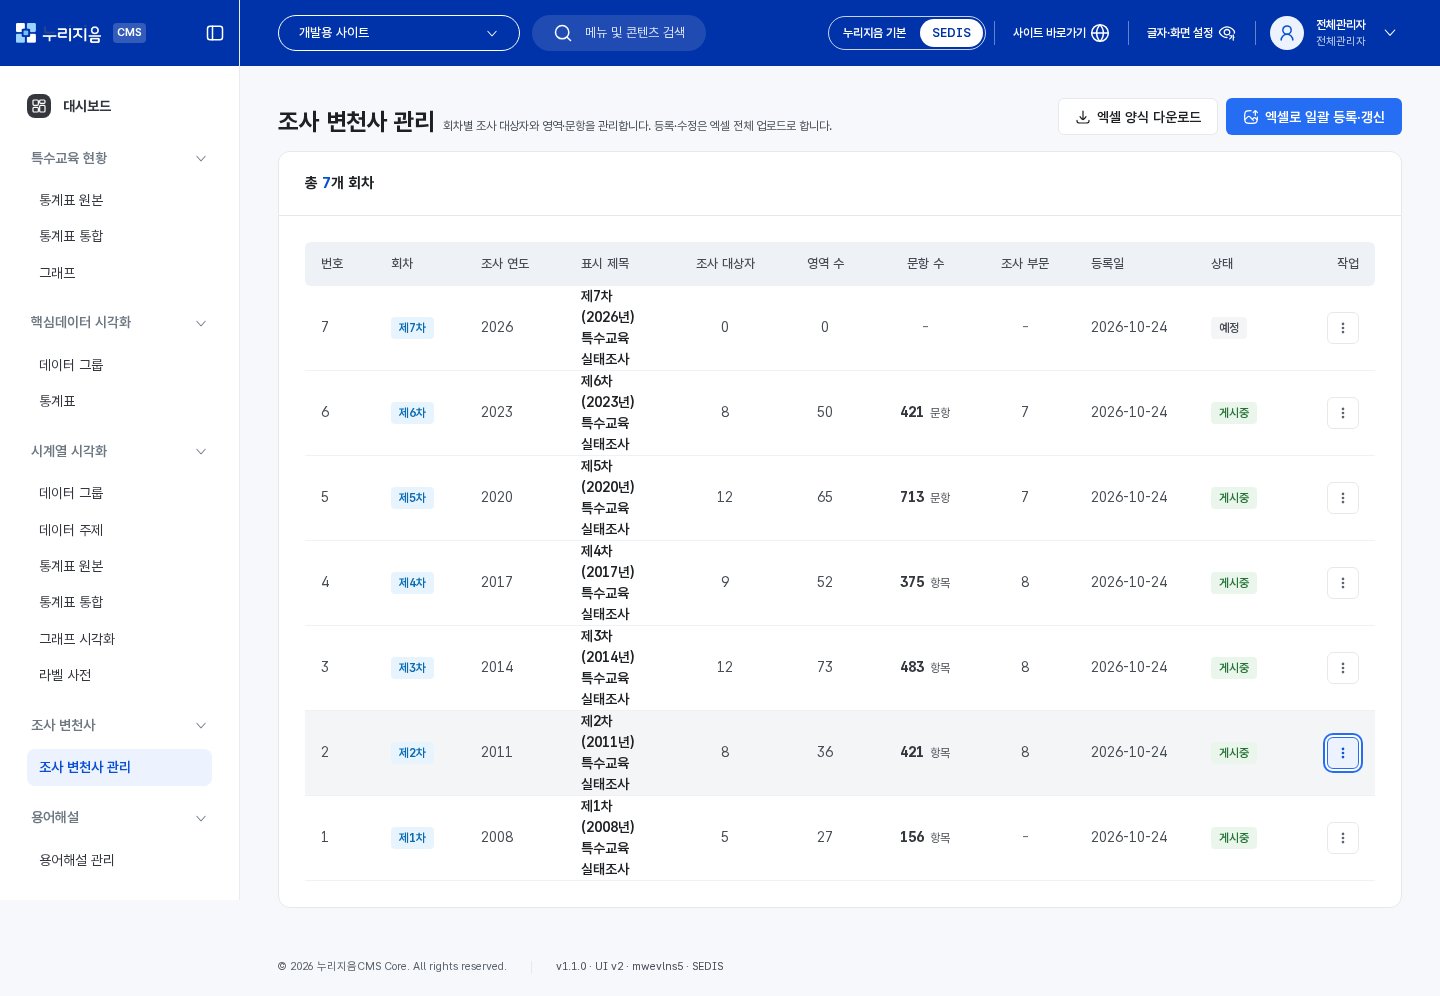 누리지음 CMS
개발용 사이트
메뉴 및 콘텐츠 검색
누리지음 기본
SEDIS
사이트 바로가기
글자·화면 설정
전체관리자
전체관리자
대시보드
특수교육 현황
통계표 원본
통계표 통합
그래프
핵심데이터 시각화
데이터 그룹
통계표
시계열 시각화
데이터 그룹
데이터 주제
통계표 원본
통계표 통합
그래프 시각화
라벨 사전
조사 변천사
조사 변천사 관리
용어해설
용어해설 관리
조사 변천사 관리 회차별 조사 대상자와 영역·문항을 관리합니다. 등록·수정은 엑셀 전체 업로드로 합니다.
엑셀 양식 다운로드
엑셀로 일괄 등록·갱신
총 7개 회차
번호 회차 조사 연도 표시 제목 조사 대상자 영역 수 문항 수 조사 부문 등록일 상태 작업
7 제7차 2026 제7차
(2026년)
특수교육
실태조사
0 0 - - 2026-10-24 예정
6 제6차 2023 제6차
(2023년)
특수교육
실태조사
8 50 421 문항 7 2026-10-24 게시중
5 제5차 2020 제5차
(2020년)
특수교육
실태조사
12 65 713 문항 7 2026-10-24 게시중
4 제4차 2017 제4차
(2017년)
특수교육
실태조사
9 52 375 항목 8 2026-10-24 게시중
3 제3차 2014 제3차
(2014년)
특수교육
실태조사
12 73 483 항목 8 2026-10-24 게시중
2 제2차 2011 제2차
(2011년)
특수교육
실태조사
8 36 421 항목 8 2026-10-24 게시중
1 제1차 2008 제1차
(2008년)
특수교육
실태조사
5 27 156 항목 - 2026-10-24 게시중
© 2026 누리지음CMS Core. All rights reserved.
v1.1.0 · UI v2 · mwevlns5 · SEDIS